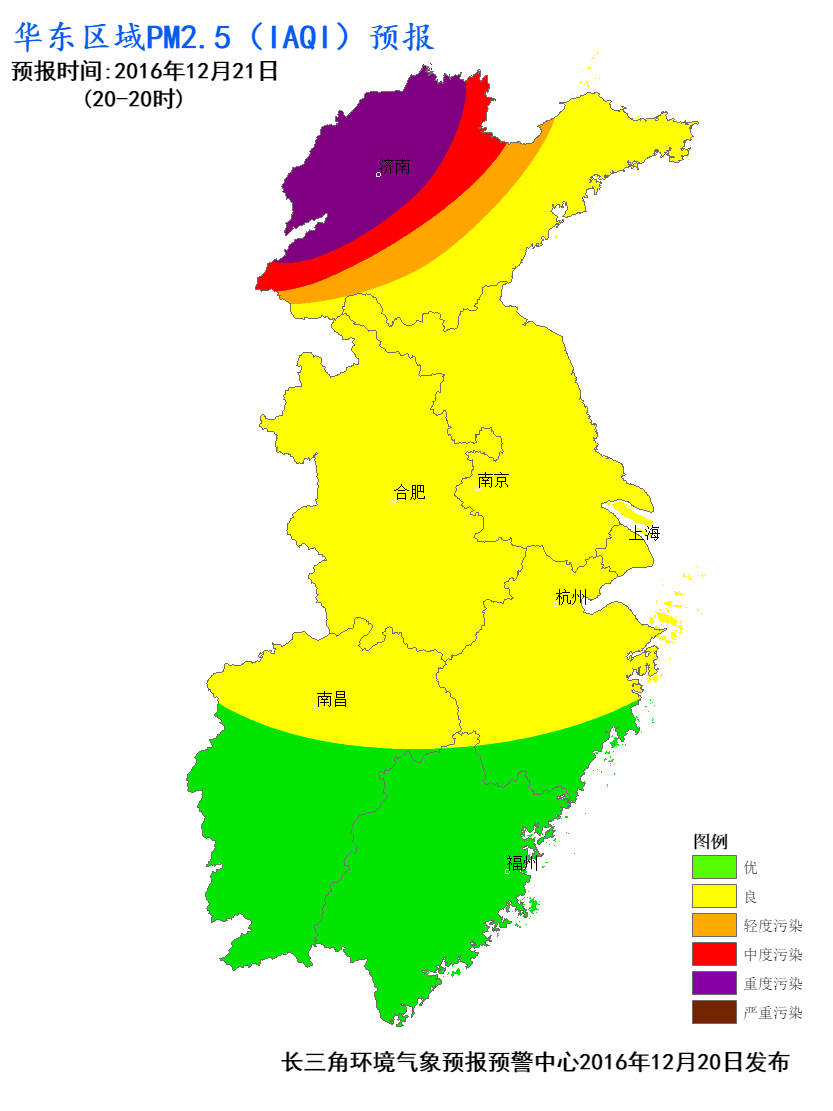 华东区域PM2.5（IAQI）预报
预报时间:2016年12月21日
(20-20时)
济南
南京
合肥
上海
杭州
南昌
福州
图例
优
良
轻度污染
中度污染
重度污染
严重污染
长三角环境气象预报预警中心2016年12月20日发布